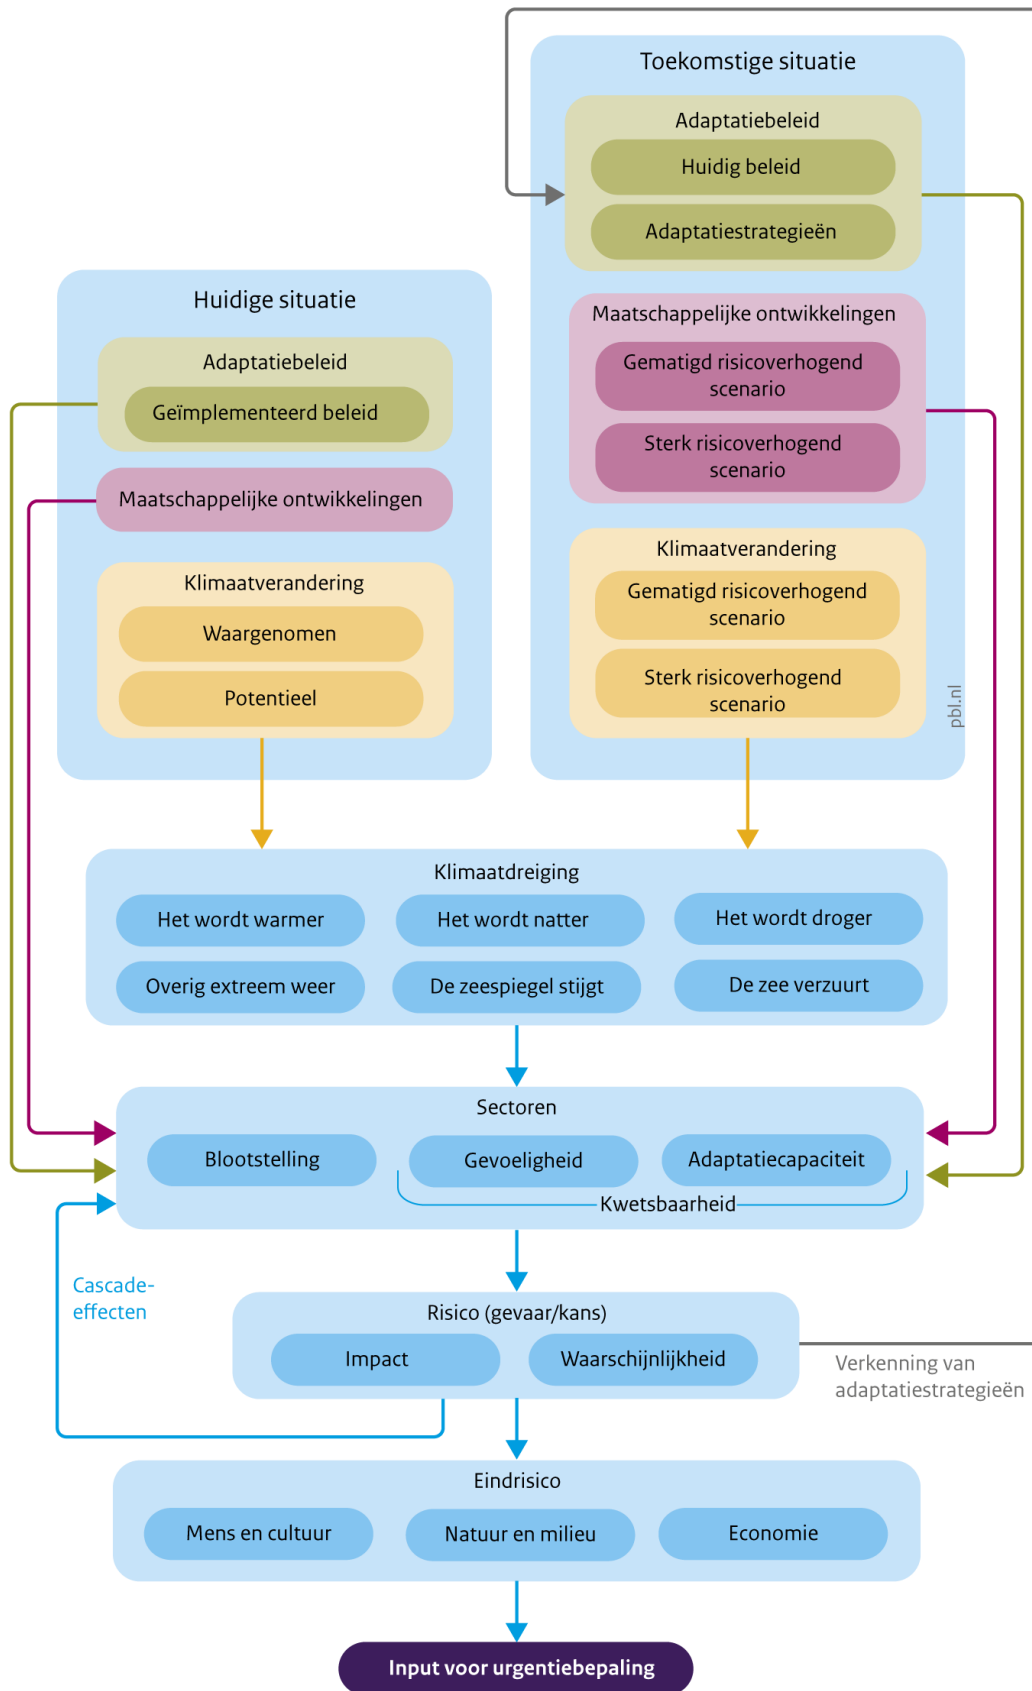 Toekomstige situatie
Adaptatiebeleid
Huidig beleid
Adaptatiestrategieën
Maatschappelijke ontwikkelingen
Gematigd risicoverhogend
scenario
Sterk risicoverhogend
scenario
Klimaatverandering
Gematigd risicoverhogend
scenario
Sterk risicoverhogend
scenario
pbl.nl
Huidige situatie
Adaptatiebeleid
Geïmplementeerd beleid
Maatschappelijke ontwikkelingen
Klimaatverandering
Waargenomen
Potentieel
Klimaatdreiging
Het wordt warmer
Het wordt natter
Het wordt droger
Overig extreem weer
De zeespiegel stijgt
De zee verzuurt
Sectoren
Blootstelling
Gevoeligheid
Adaptatiecapaciteit
Kwetsbaarheid
Cascade-
effecten
Risico (gevaar/kans)
Impact
Waarschijnlijkheid
Verkenning van
adaptatiestrategieën
Eindrisico
Mens en cultuur
Natuur en milieu
Economie
Input voor urgentiebepaling